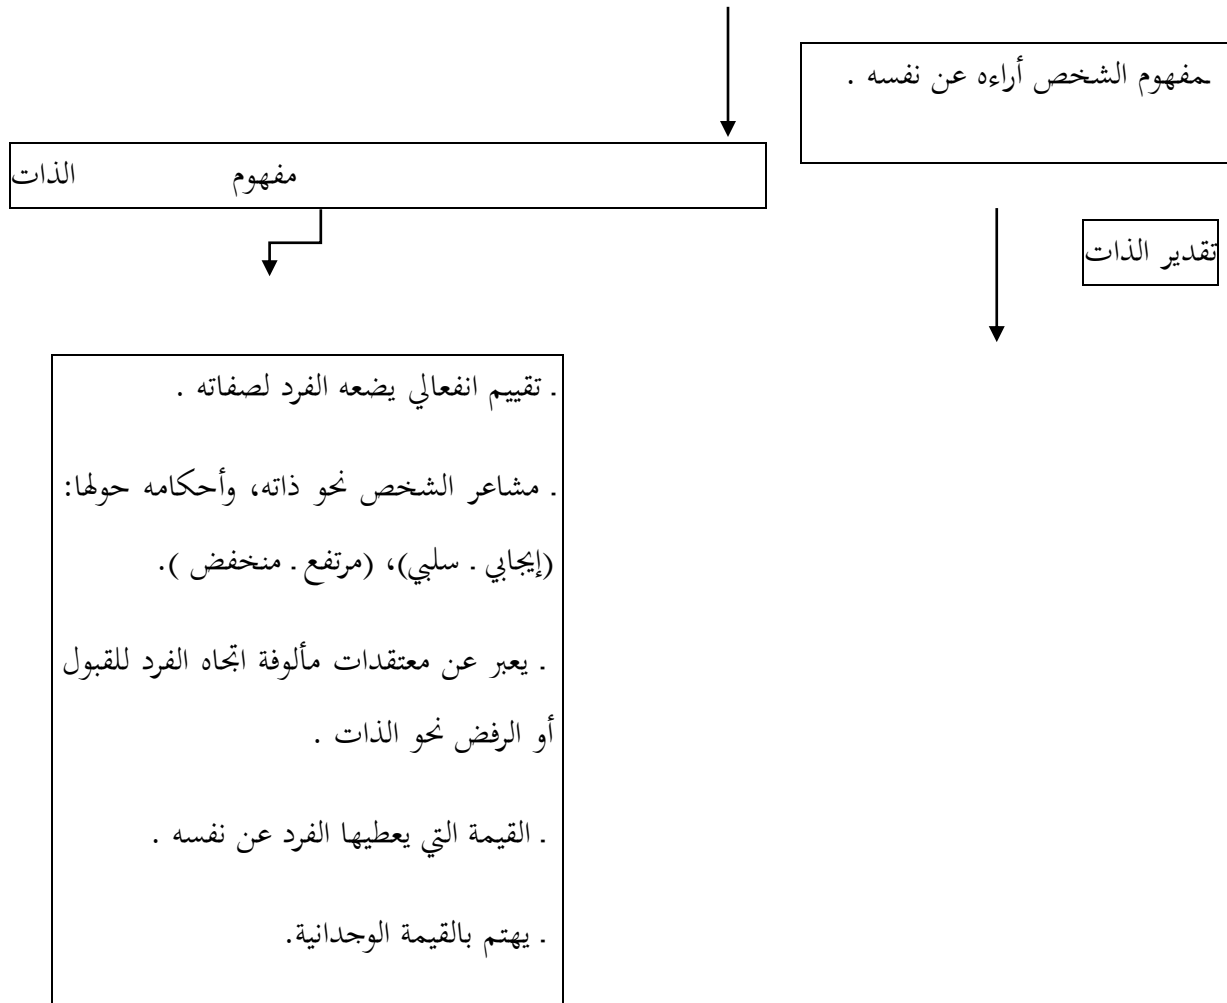 مفهوم الشخص أراءه عن نفسه .
مفهوم الذات
تقدير الذات
. تقييم انفعالي يضعه الفرد لصفاته .
. مشاعر الشخص نحو ذاته، وأحكامه حولها:
(إيجابي . سلبي)، (مرتفع . منخفض ).
. يعبر عن معتقدات مألوفة اتجاه الفرد للقبول
أو الرفض نحو الذات .
. القيمة التي يعطيها الفرد عن نفسه .
. يهتم بالقيمة الوجدانية.